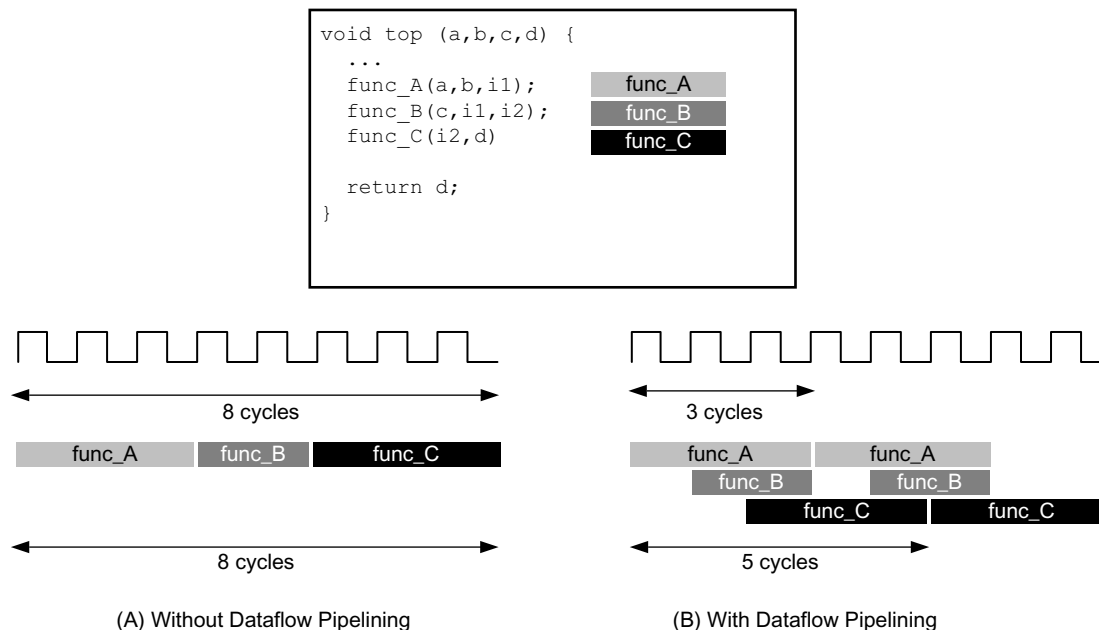 void top (a,b,c,d) {
...
func_A(a,b,i1);
func_B(c,i1,i2);
func_C(i2,d)
return d;
}
func_A
func_B
func_C
8 cycles
func_A func_B func_C
8 cycles
(A) Without Dataflow Pipelining
3 cycles
func_A func_A
func_B func_B
func_C func_C
5 cycles
(B) With Dataflow Pipelining